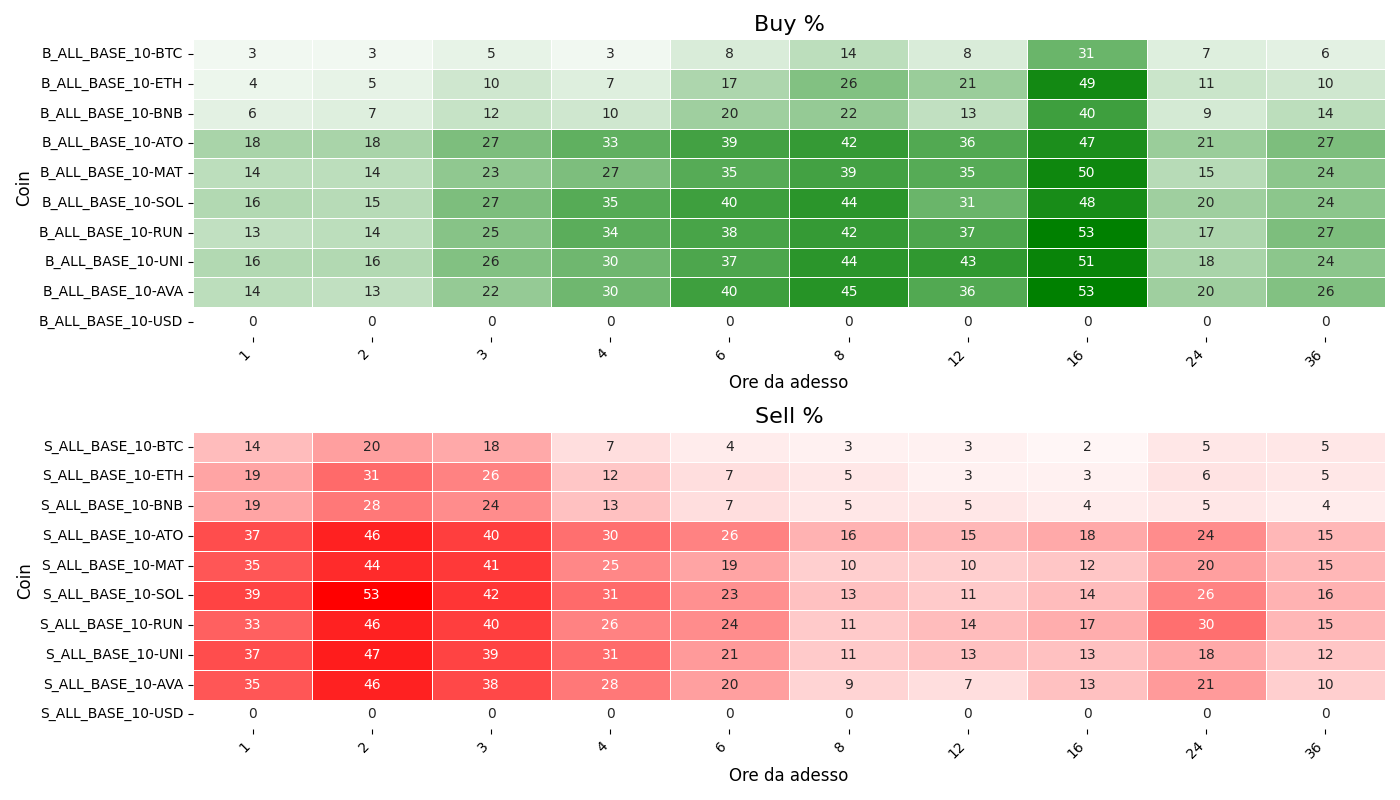 Buy %
Coin
B_ALL_BASE_10-BTC 3 3 5 3 8 14 8 31 7 6
B_ALL_BASE_10-ETH 4 5 10 7 17 26 21 49 11 10
B_ALL_BASE_10-BNB 6 7 12 10 20 22 13 40 9 14
B_ALL_BASE_10-ATO 18 18 27 33 39 42 36 47 21 27
B_ALL_BASE_10-MAT 14 14 23 27 35 39 35 50 15 24
B_ALL_BASE_10-SOL 16 15 27 35 40 44 31 48 20 24
B_ALL_BASE_10-RUN 13 14 25 34 38 42 37 53 17 27
B_ALL_BASE_10-UNI 16 16 26 30 37 44 43 51 18 24
B_ALL_BASE_10-AVA 14 13 22 30 40 45 36 53 20 26
B_ALL_BASE_10-USD 0 0 0 0 0 0 0 0 0 0
1 2 3 4 6 8 12 16 24 36
Ore da adesso
Sell %
Coin
S_ALL_BASE_10-BTC 14 20 18 7 4 3 3 2 5 5
S_ALL_BASE_10-ETH 19 31 26 12 7 5 3 3 6 5
S_ALL_BASE_10-BNB 19 28 24 13 7 5 5 4 5 4
S_ALL_BASE_10-ATO 37 46 40 30 26 16 15 18 24 15
S_ALL_BASE_10-MAT 35 44 41 25 19 10 10 12 20 15
S_ALL_BASE_10-SOL 39 53 42 31 23 13 11 14 26 16
S_ALL_BASE_10-RUN 33 46 40 26 24 11 14 17 30 15
S_ALL_BASE_10-UNI 37 47 39 31 21 11 13 13 18 12
S_ALL_BASE_10-AVA 35 46 38 28 20 9 7 13 21 10
S_ALL_BASE_10-USD 0 0 0 0 0 0 0 0 0 0
1 2 3 4 6 8 12 16 24 36
Ore da adesso